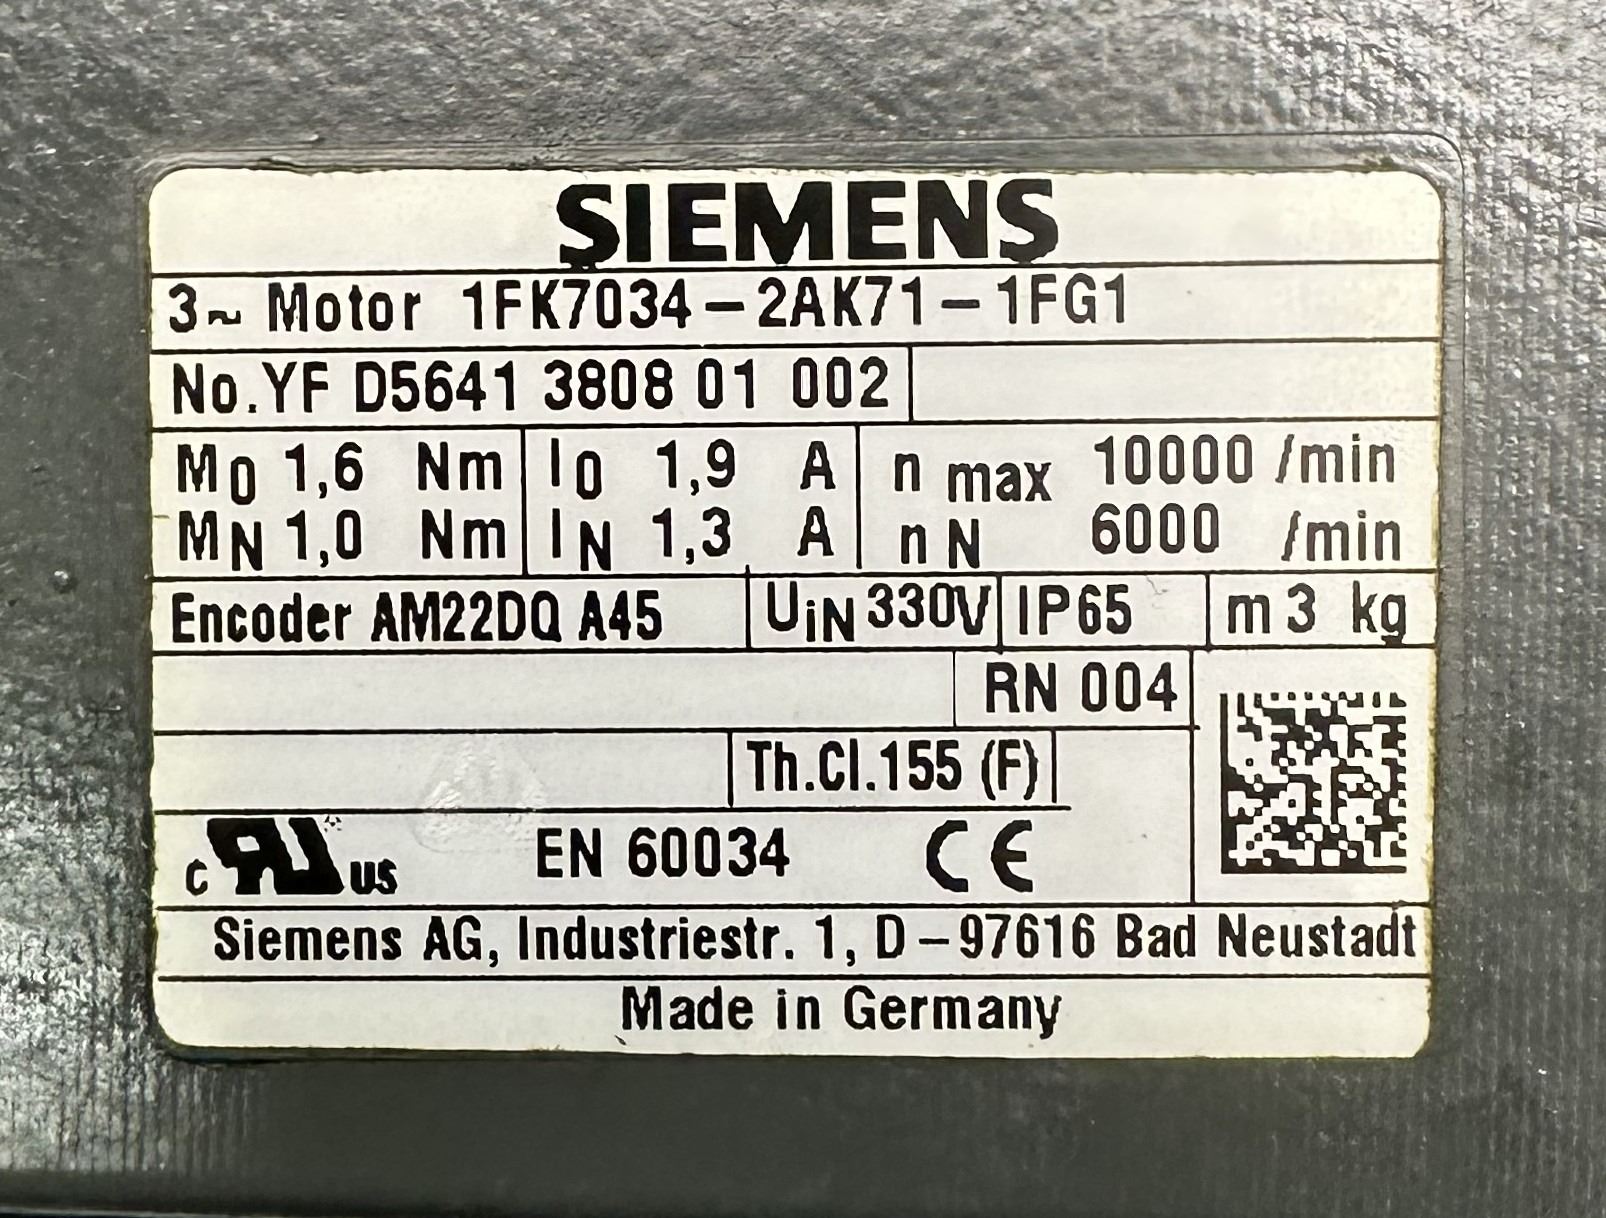 SIEMENS
3~ Motor 1FK7034-2AK71-1FG1
No.YF D5641 3808 01 002
M0 1,6 Nm I0 1,9 A n max 10000 /min
MN 1,0 Nm IN 1,3 A n N 6000 /min
Encoder AM22DQ A45 UiN 330V IP65 m 3 kg
RN 004
Th.Cl.155 (F)
c RU us EN 60034 CE
Siemens AG, Industriestr. 1, D-97616 Bad Neustadt
Made in Germany